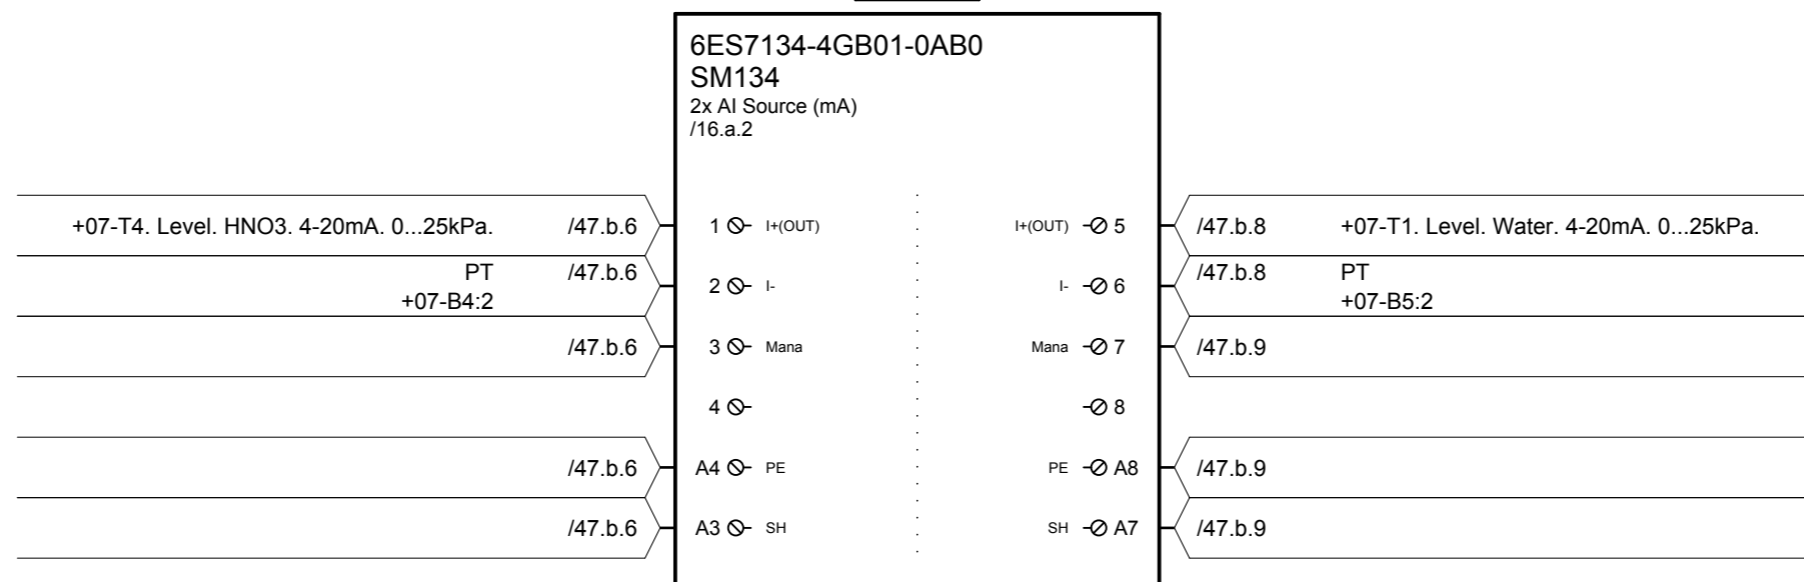 6ES7134-4GB01-0AB0
SM134
2x AI Source (mA)
/16.a.2
+07-T4. Level. HNO3. 4-20mA. 0...25kPa. /47.b.6 1 I+(OUT) I+(OUT) 5 /47.b.8 +07-T1. Level. Water. 4-20mA. 0...25kPa.
PT /47.b.6 2 I- I- 6 /47.b.8 PT
+07-B4:2 +07-B5:2
/47.b.6 3 Mana Mana 7 /47.b.9
4 8
/47.b.6 A4 PE PE A8 /47.b.9
/47.b.6 A3 SH SH A7 /47.b.9